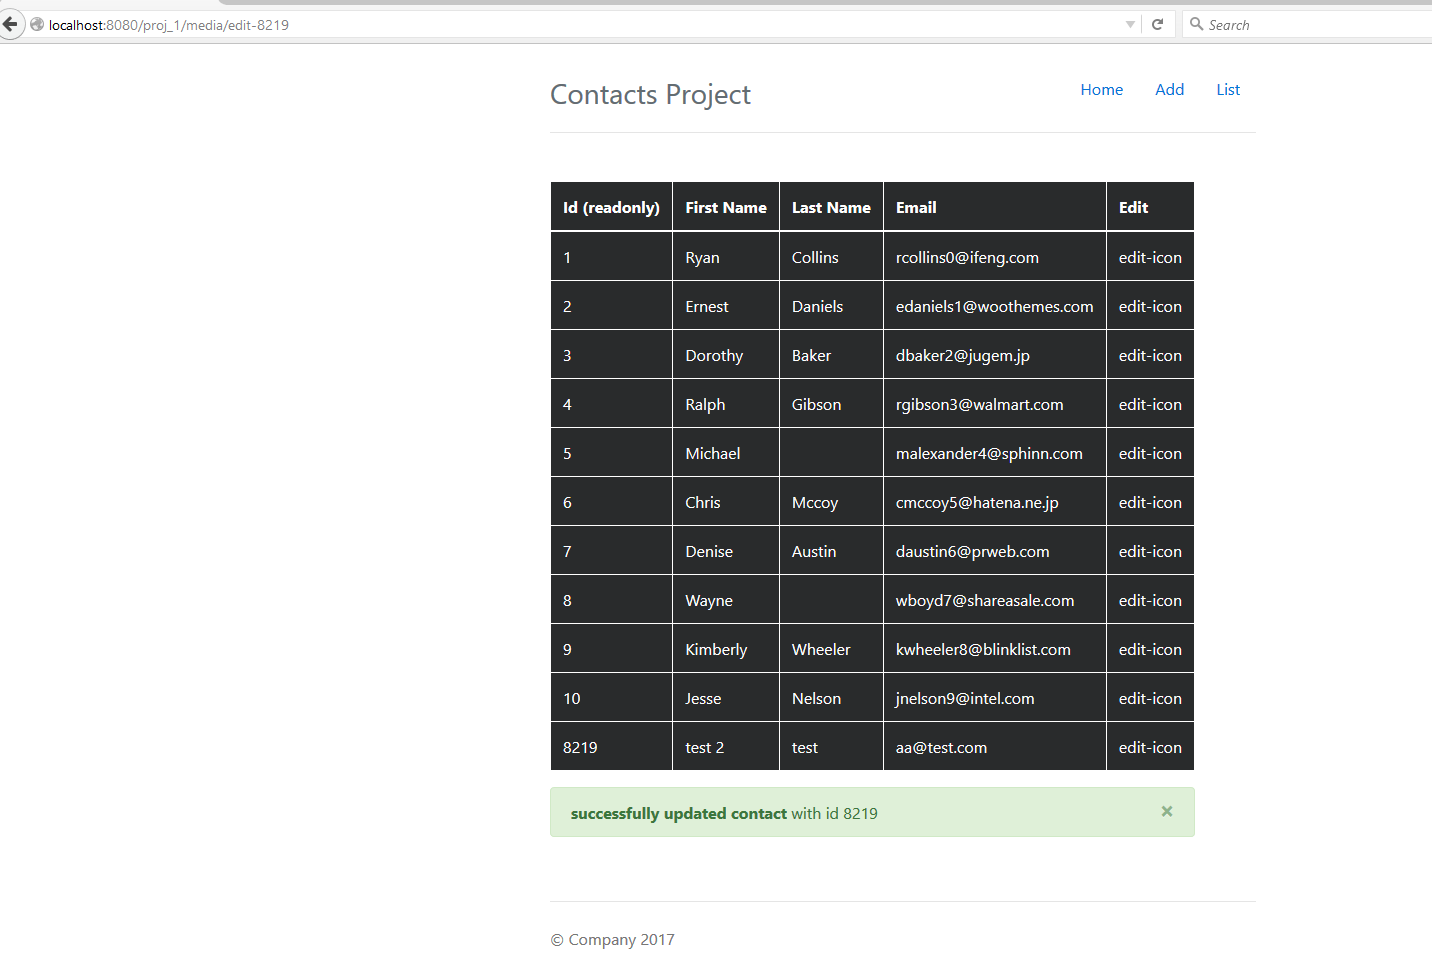 localhost:8080/proj_1/media/edit-8219
Search
Contacts Project
Home Add List
Id (readonly) First Name Last Name Email Edit
1 Ryan Collins rcollins0@ifeng.com edit-icon
2 Ernest Daniels edaniels1@woothemes.com edit-icon
3 Dorothy Baker dbaker2@jugem.jp edit-icon
4 Ralph Gibson rgibson3@walmart.com edit-icon
5 Michael malexander4@sphinn.com edit-icon
6 Chris Mccoy cmccoy5@hatena.ne.jp edit-icon
7 Denise Austin daustin6@prweb.com edit-icon
8 Wayne wboyd7@shareasale.com edit-icon
9 Kimberly Wheeler kwheeler8@blinklist.com edit-icon
10 Jesse Nelson jnelson9@intel.com edit-icon
8219 test 2 test aa@test.com edit-icon
successfully updated contact with id 8219 ×
© Company 2017